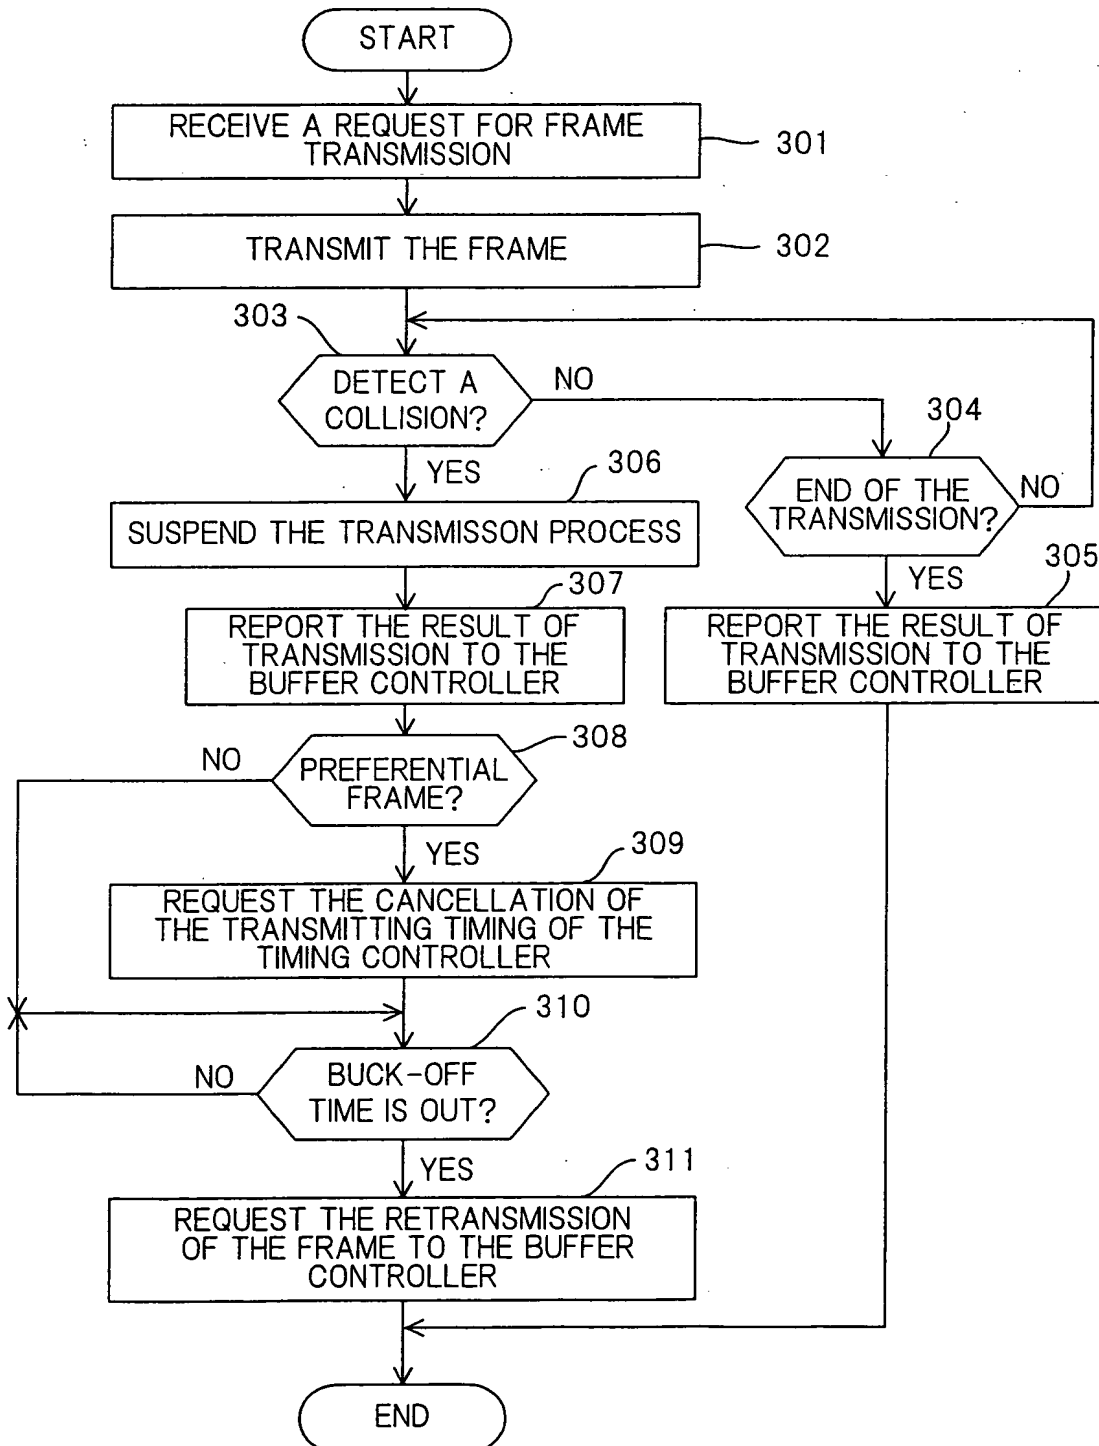 START
RECEIVE A REQUEST FOR FRAME
TRANSMISSION
301
TRANSMIT THE FRAME
302
303
DETECT A
COLLISION?
NO
304
YES
306
END OF THE
TRANSMISSION?
NO
SUSPEND THE TRANSMISSON PROCESS
307
YES
305
REPORT THE RESULT OF
TRANSMISSION TO THE
BUFFER CONTROLLER
REPORT THE RESULT OF
TRANSMISSION TO THE
BUFFER CONTROLLER
308
NO
PREFERENTIAL
FRAME?
YES
309
REQUEST THE CANCELLATION OF
THE TRANSMITTING TIMING OF THE
TIMING CONTROLLER
310
NO
BUCK-OFF
TIME IS OUT?
YES
311
REQUEST THE RETRANSMISSION
OF THE FRAME TO THE BUFFER
CONTROLLER
END